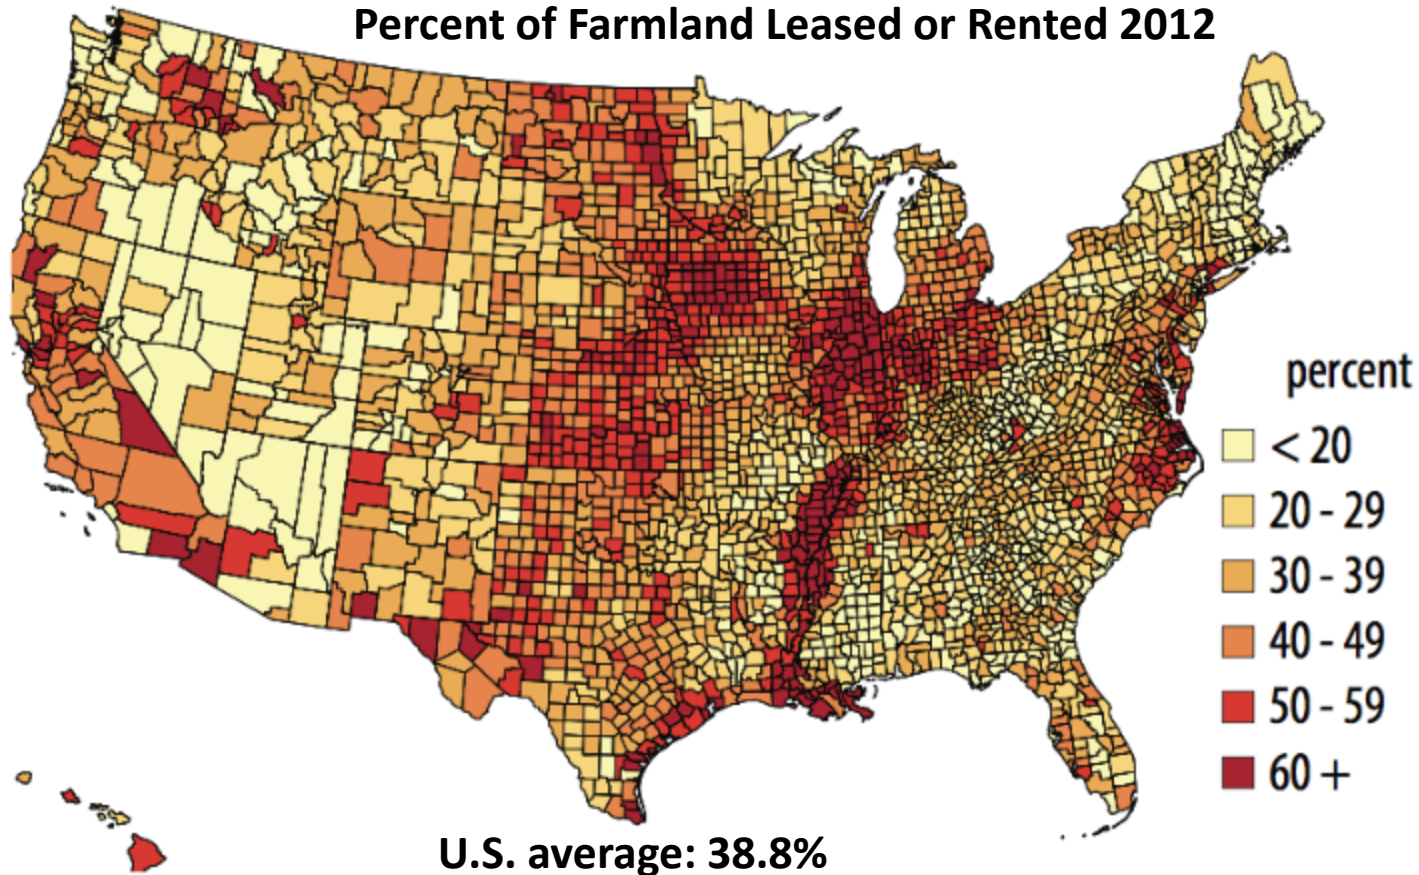 Percent of Farmland Leased or Rented 2012
percent
< 20
20 - 29
30 - 39
40 - 49
50 - 59
60 +
U.S. average: 38.8%